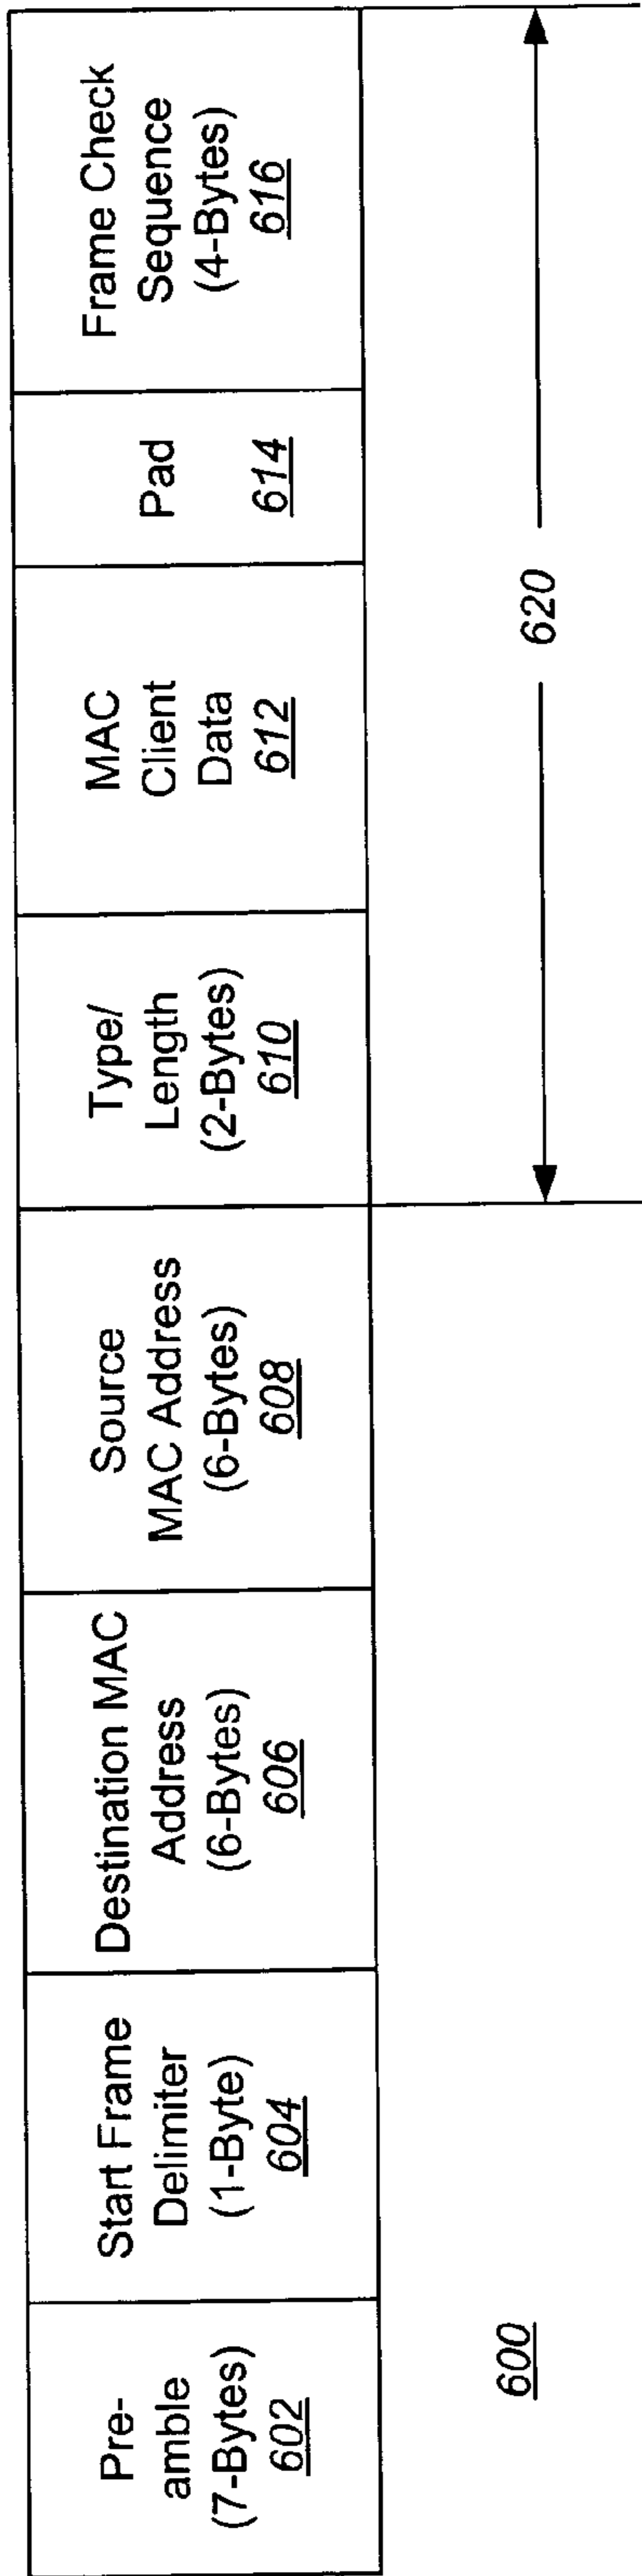 Pre-
amble
(7-Bytes)
602
Start Frame
Delimiter
(1-Byte)
604
Destination MAC
Address
(6-Bytes)
606
Source
MAC Address
(6-Bytes)
608
Type/
Length
(2-Bytes)
610
MAC
Client
Data
612
Pad
614
Frame Check
Sequence
(4-Bytes)
616
620
600